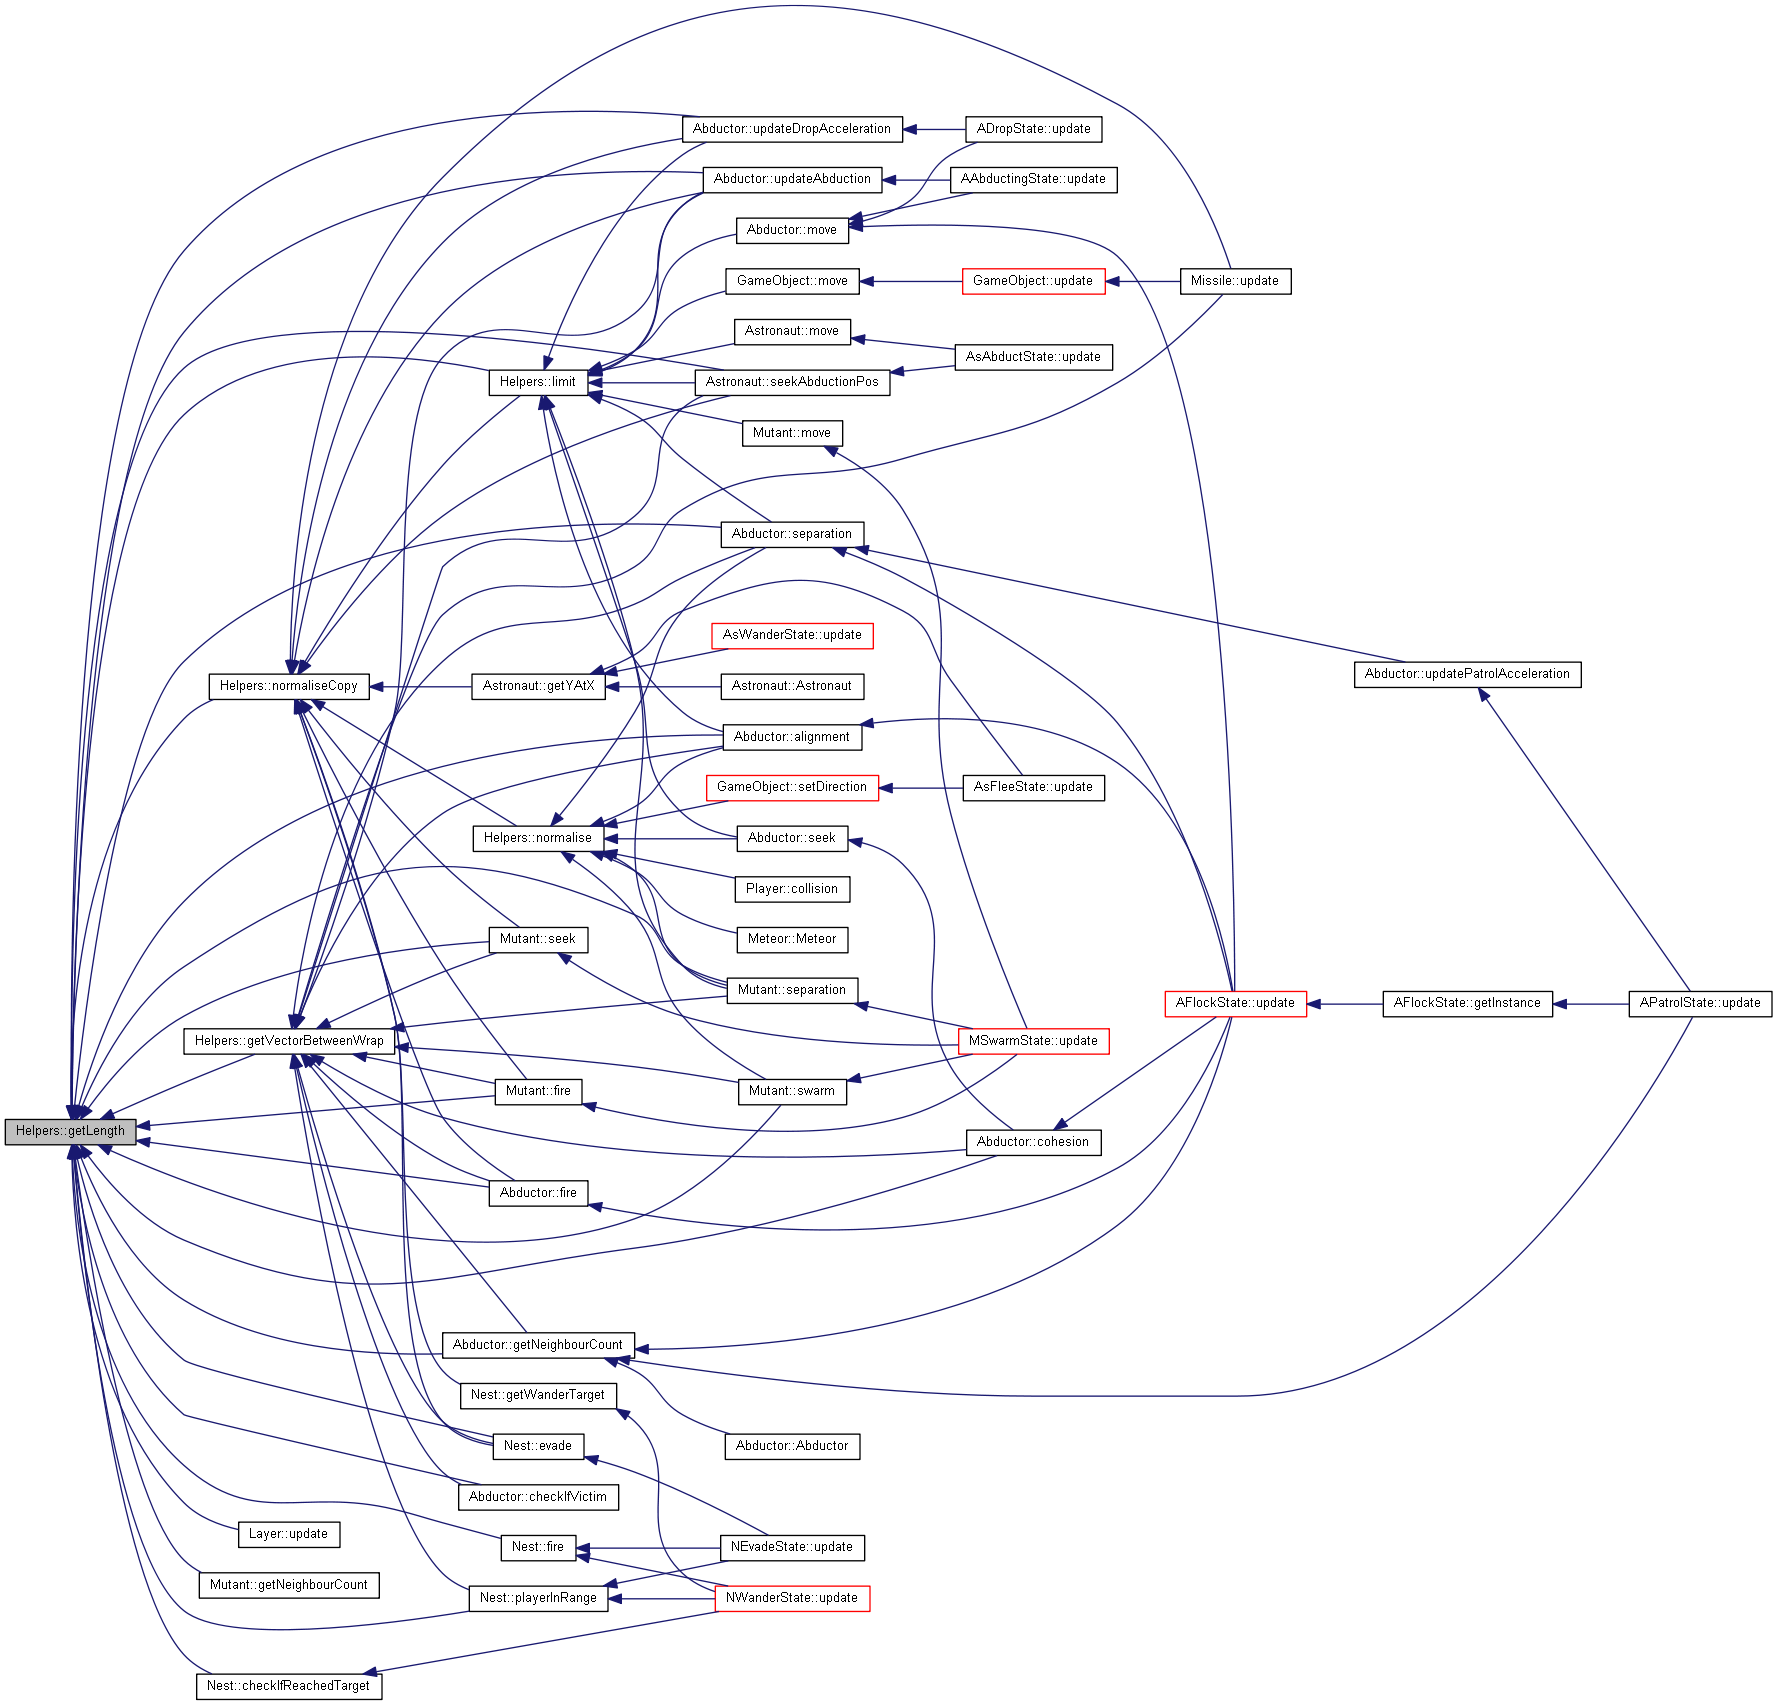 Abductor::updateDropAcceleration
ADropState::update
Abductor::updateAbduction
AAbductingState::update
Abductor::move
GameObject::move
GameObject::update
Missile::update
Astronaut::move
AsAbductState::update
Helpers::limit
Astronaut::seekAbductionPos
Mutant::move
Abductor::separation
AsWanderState::update
Abductor::updatePatrolAcceleration
Helpers::normaliseCopy
Astronaut::getYAtX
Astronaut::Astronaut
Abductor::alignment
GameObject::setDirection
AsFleeState::update
Helpers::normalise
Abductor::seek
Player::collision
Mutant::seek
Meteor::Meteor
Mutant::separation
AFlockState::update
AFlockState::getInstance
APatrolState::update
Helpers::getVectorBetweenWrap
MSwarmState::update
Mutant::fire
Mutant::swarm
Helpers::getLength
Abductor::cohesion
Abductor::fire
Abductor::getNeighbourCount
Nest::getWanderTarget
Nest::evade
Abductor::Abductor
Abductor::checkIfVictim
Layer::update
Nest::fire
NEvadeState::update
Mutant::getNeighbourCount
Nest::playerInRange
NWanderState::update
Nest::checkIfReachedTarget